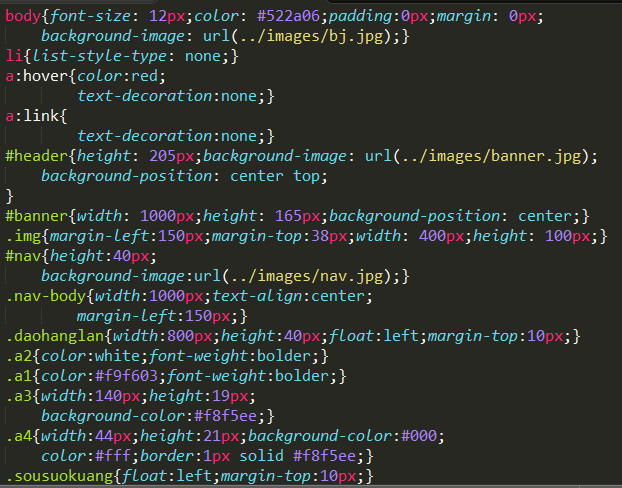 body{font-size: 12px;color: #522a06;padding:0px;margin: 0px;
background-image: url(../images/bj.jpg);}
li{list-style-type: none;}
a:hover{color:red;
text-decoration:none;}
a:link{
text-decoration:none;}
#header{height: 205px;background-image: url(../images/banner.jpg);
background-position: center top;
}
#banner{width: 1000px;height: 165px;background-position: center;}
.img{margin-left:150px;margin-top:38px;width: 400px;height: 100px;}
#nav{height:40px;
background-image:url(../images/nav.jpg);}
.nav-body{width:1000px;text-align:center;
margin-left:150px;}
.daohanglan{width:800px;height:40px;float:left;margin-top:10px;}
.a2{color:white;font-weight:bolder;}
.a1{color:#f9f603;font-weight:bolder;}
.a3{width:140px;height:19px;
background-color:#f8f5ee;}
.a4{width:44px;height:21px;background-color:#000;
color:#fff;border:1px solid #f8f5ee;}
.sousuokuang{float:left;margin-top:10px;}